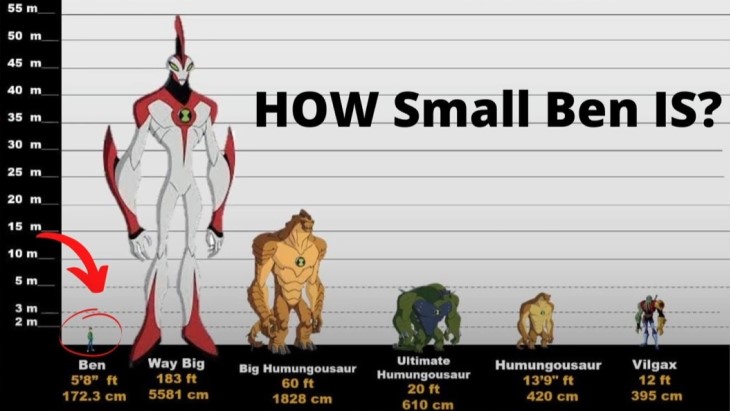 55 m
50 m
45 m
40 m
35 m
30 m
25 m
20 m
15 m
10 m
5 m
3 m
2 m
HOW Small Ben IS?
Ben
5'8" ft
172.3 cm
Way Big
183 ft
5581 cm
Big Humungousaur
60 ft
1828 cm
Ultimate
Humungousaur
20 ft
610 cm
Humungousaur
13'9" ft
420 cm
Vilgax
12 ft
395 cm